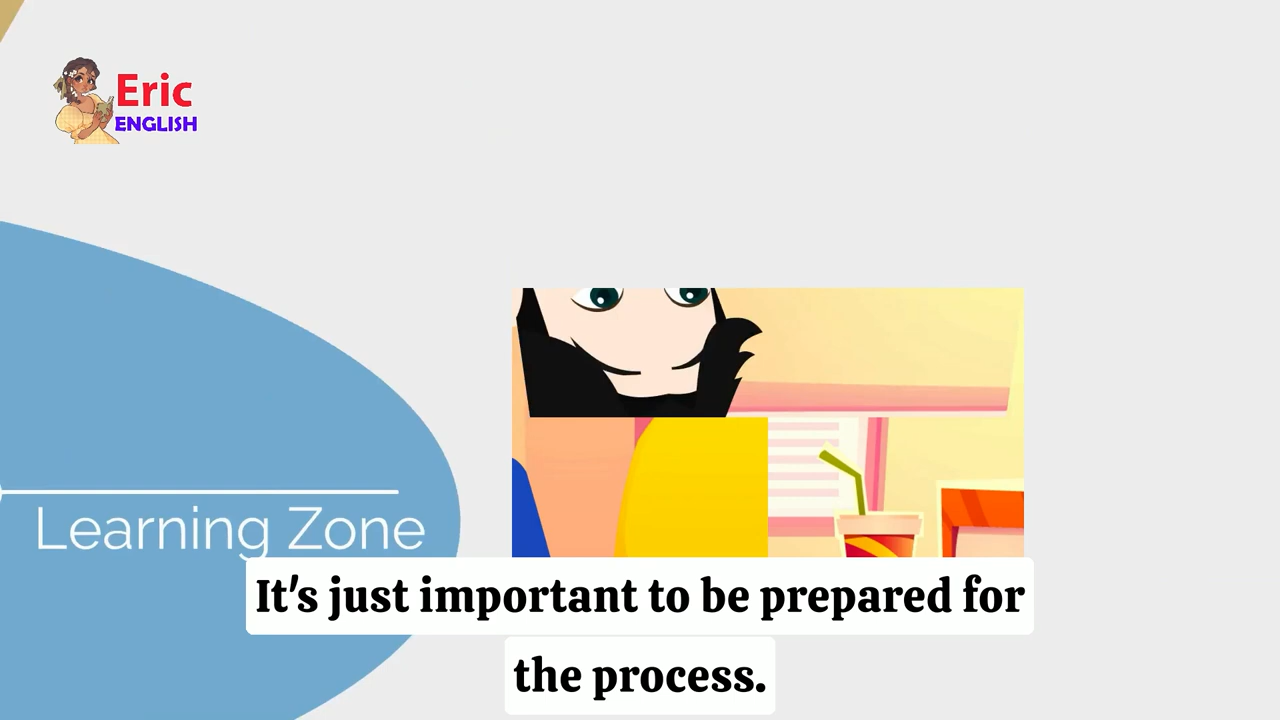 Eric
ENGLISH
Learning Zone
It's just important to be prepared for
the process.